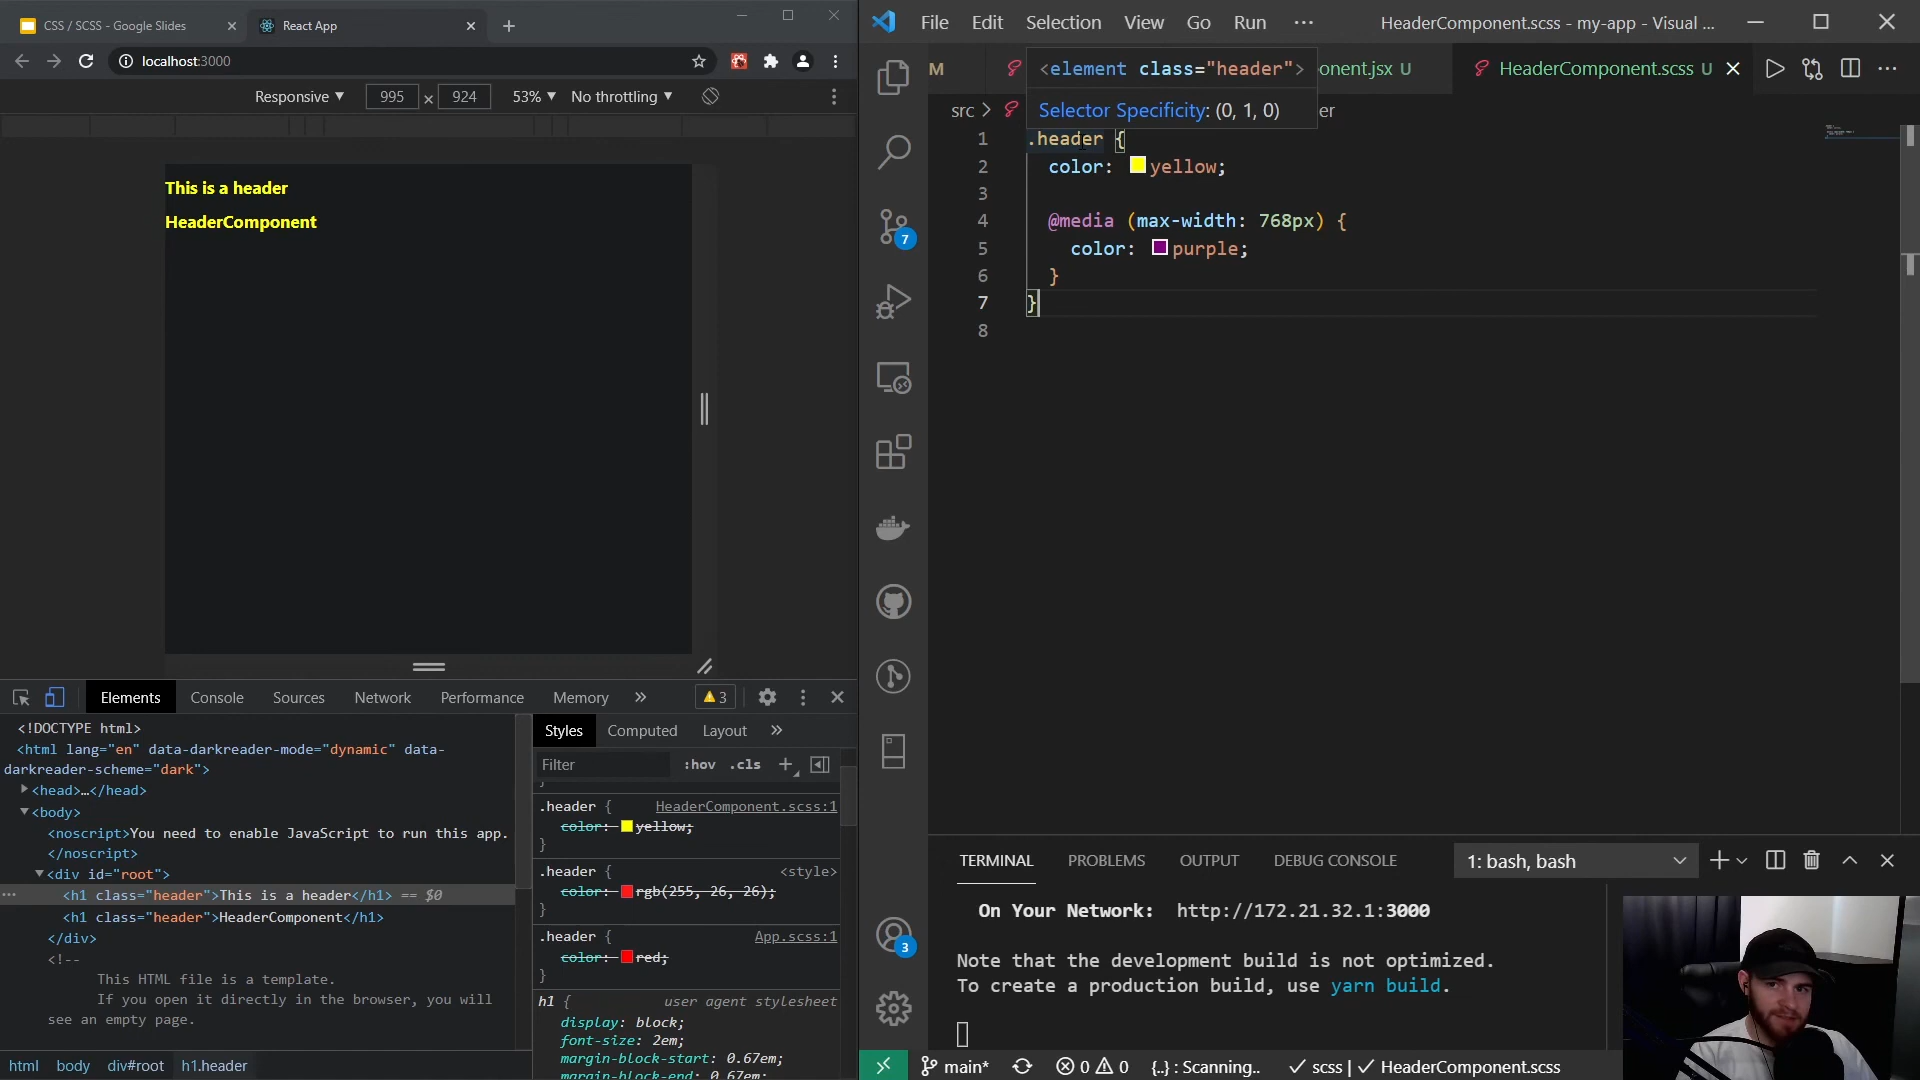 CSS / SCSS - Google Slides
React App
localhost:3000
Responsive
995
924
53%
No throttling
This is a header
HeaderComponent
Elements
Console
Sources
Network
Performance
Memory
3
<!DOCTYPE html>
<html lang="en" data-darkreader-mode="dynamic" data-
darkreader-scheme="dark">
<head>…</head>
<body>
<noscript>You need to enable JavaScript to run this app.
</noscript>
<div id="root">
<h1 class="header">This is a header</h1> == $0
<h1 class="header">HeaderComponent</h1>
</div>
<!--
This HTML file is a template.
If you open it directly in the browser, you will
see an empty page.
html body div#root h1.header
Styles
Computed
Layout
Filter
:hov .cls
}
.header { HeaderComponent.scss:1
color: yellow;
}
.header { <style>
color: rgb(255, 26, 26);
}
.header { App.scss:1
color: red;
}
h1 { user agent stylesheet
display: block;
font-size: 2em;
margin-block-start: 0.67em;
margin-block-end: 0.67em;
File Edit Selection View Go Run ···
HeaderComponent.scss - my-app - Visual ...
M
onent.jsx U
HeaderComponent.scss U
<element class="header">
Selector Specificity: (0, 1, 0)
src >
er
1 .header {
2 color: yellow;
3
4 @media (max-width: 768px) {
5 color: purple;
6 }
7 }
8
7
3
TERMINAL
PROBLEMS
OUTPUT
DEBUG CONSOLE
1: bash, bash
On Your Network: http://172.21.32.1:3000
Note that the development build is not optimized.
To create a production build, use yarn build.
main*
0 0
{..} : Scanning..
✓ scss | ✓ HeaderComponent.scss